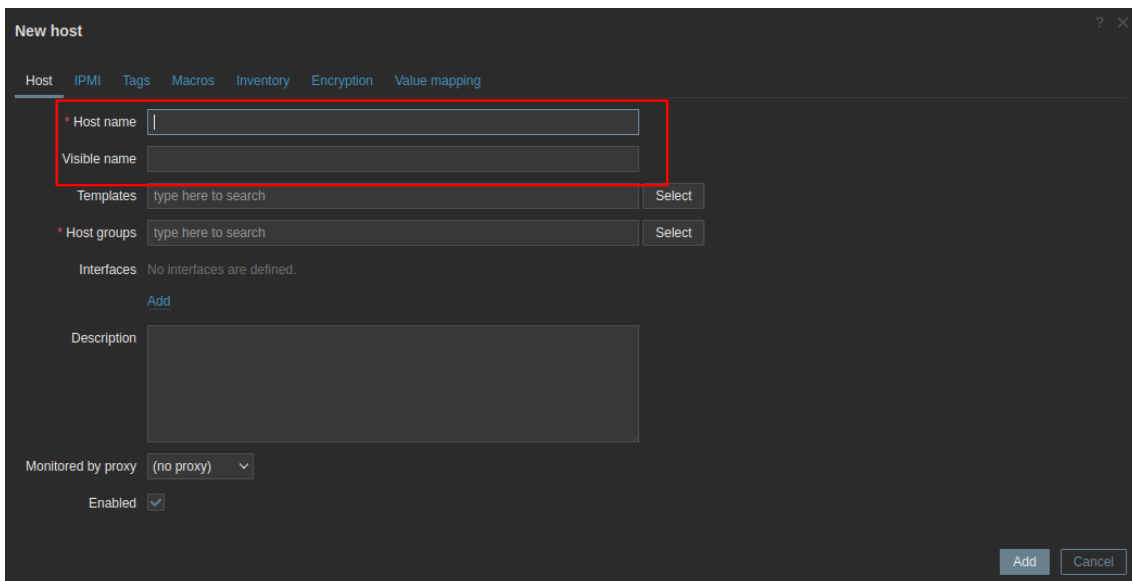 New host
? ×
Host IPMI Tags Macros Inventory Encryption Value mapping
* Host name
Visible name
Templates type here to search Select
* Host groups type here to search Select
Interfaces No interfaces are defined.
Add
Description
Monitored by proxy (no proxy)
Enabled
Add Cancel